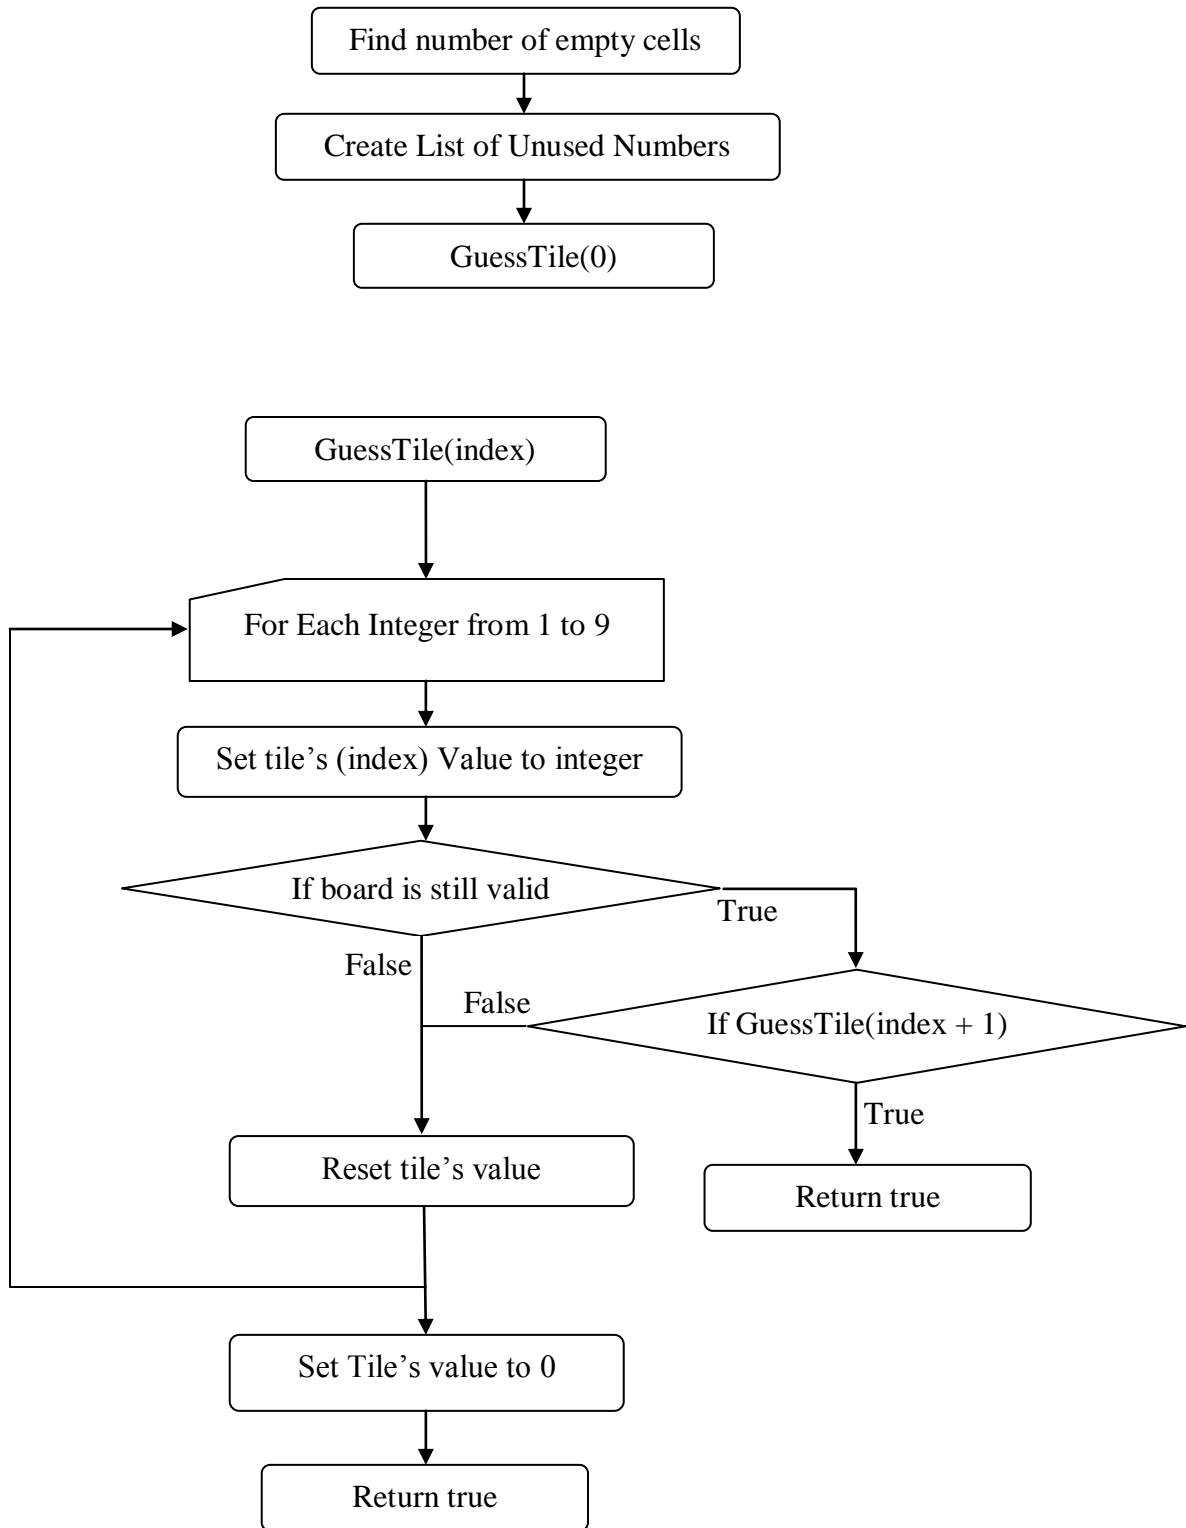 Find number of empty cells
Create List of Unused Numbers
GuessTile(0)
GuessTile(index)
For Each Integer from 1 to 9
Set tile’s (index) Value to integer
If board is still valid
True
False
False
If GuessTile(index + 1)
True
Reset tile’s value
Return true
Set Tile’s value to 0
Return true